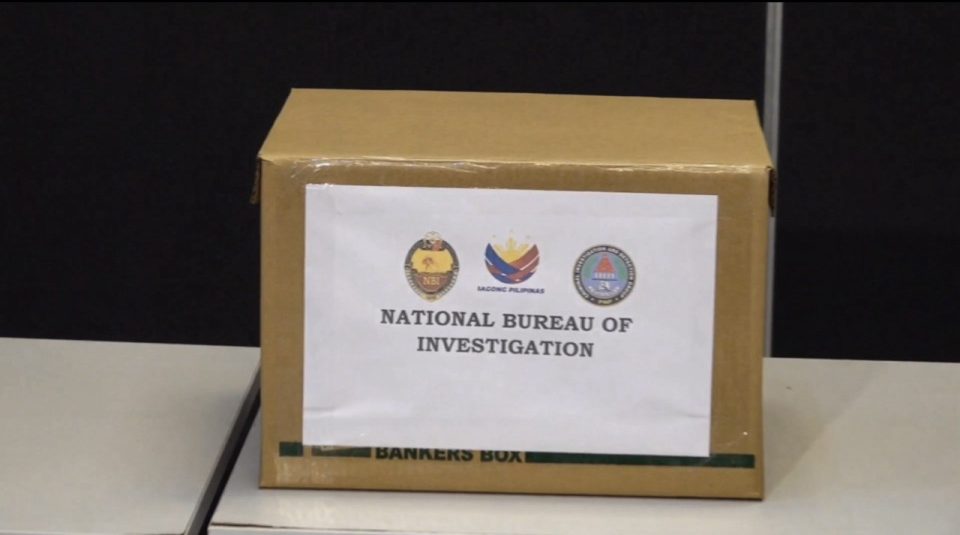 NBI
BAGONG PILIPINAS
NATIONAL BUREAU OF
INVESTIGATION
BANKERS BOX